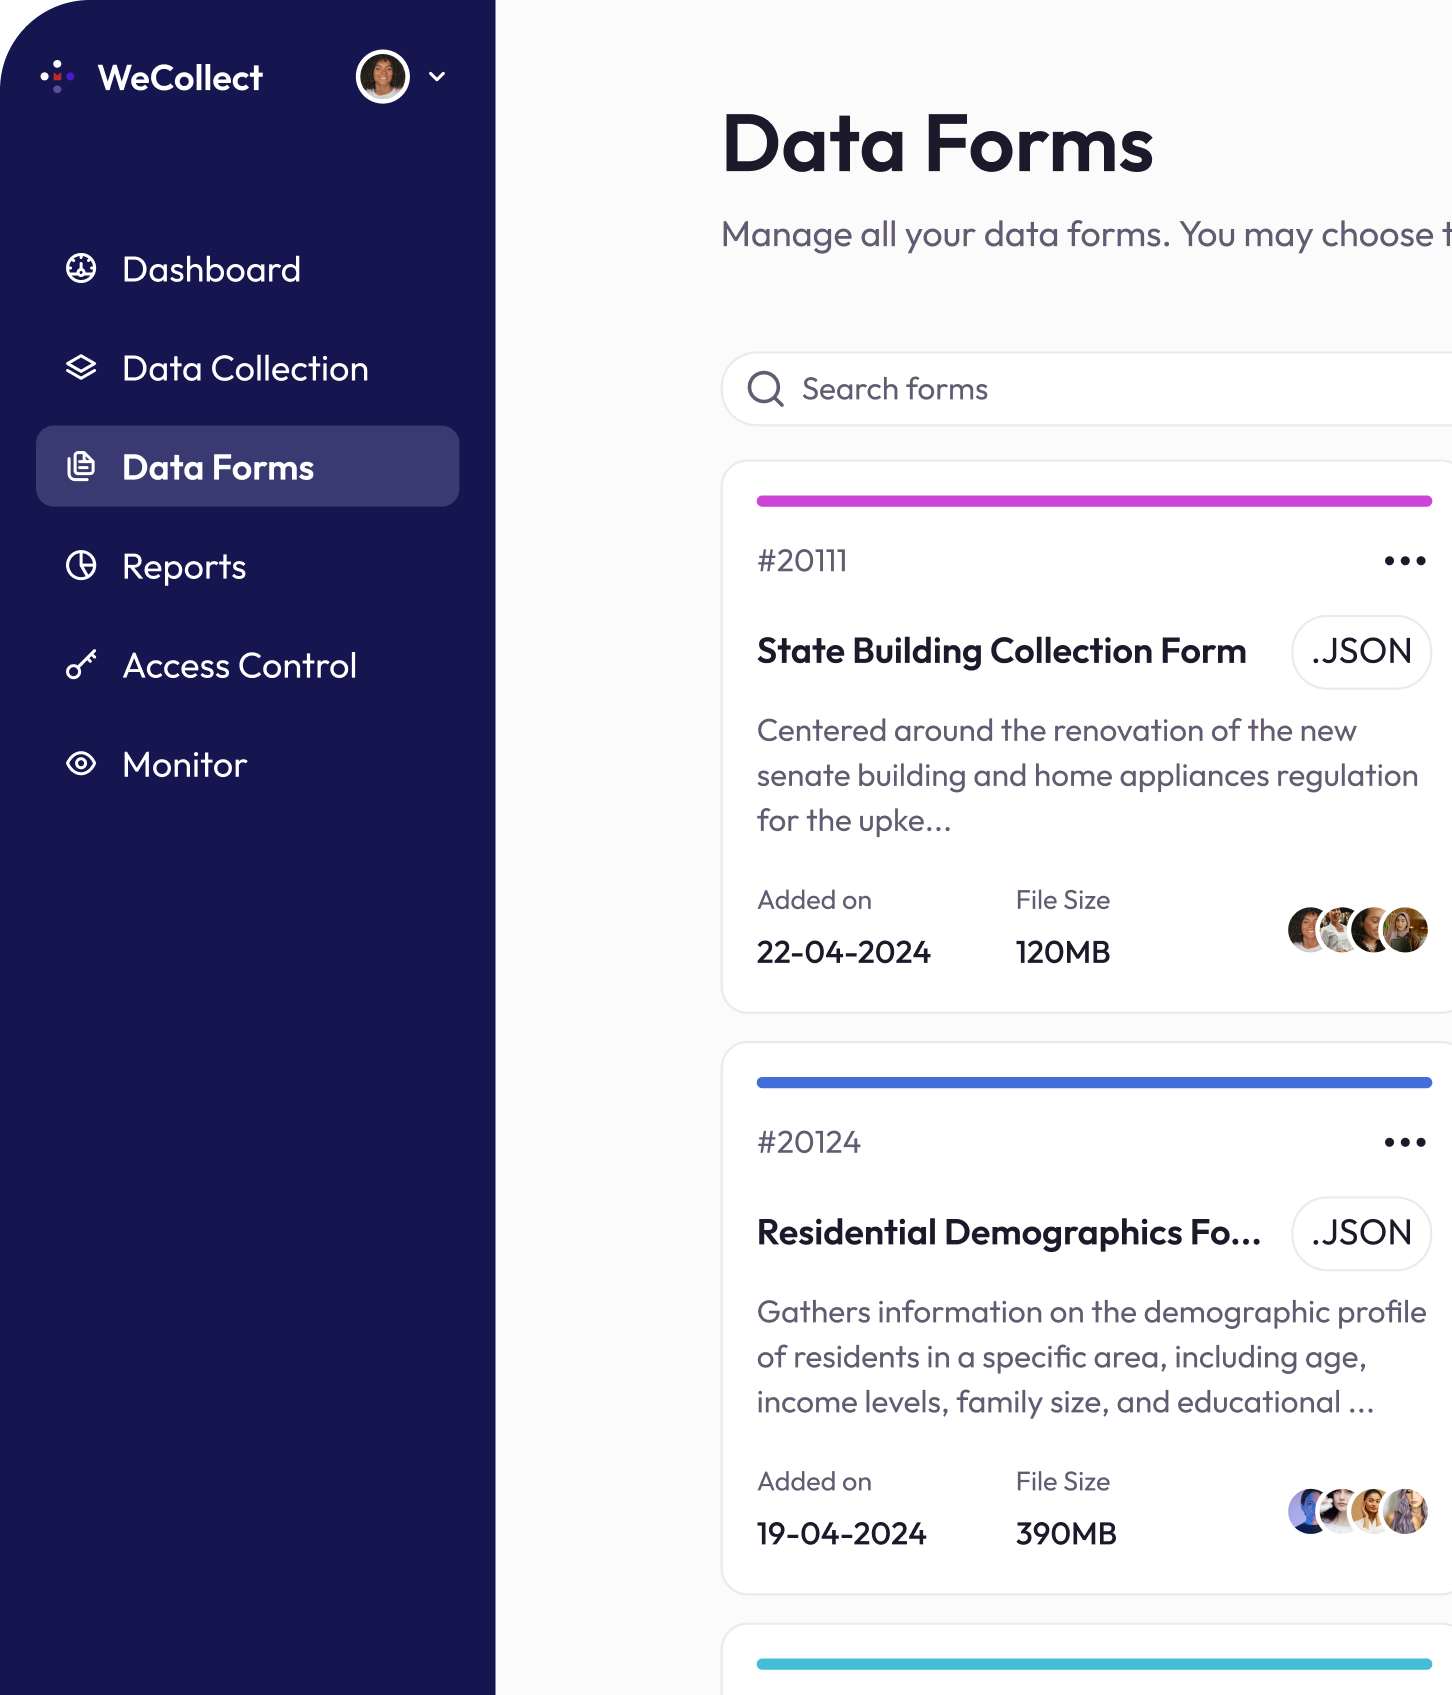 WeCollect
Dashboard
Data Collection
Data Forms
Reports
Access Control
Monitor
Data Forms
Manage all your data forms. You may choose t
Search forms
#20111
State Building Collection Form
.JSON
Centered around the renovation of the new
senate building and home appliances regulation
for the upke...
Added on
File Size
22-04-2024
120MB
#20124
Residential Demographics Fo...
.JSON
Gathers information on the demographic profile
of residents in a specific area, including age,
income levels, family size, and educational ...
Added on
File Size
19-04-2024
390MB